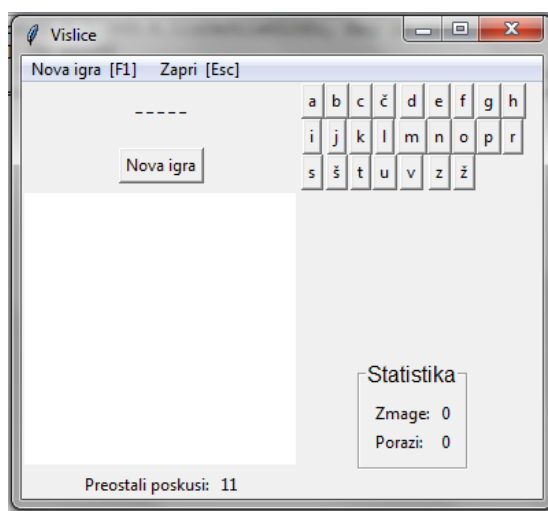 Vislice
Nova igra [F1] Zapri [Esc]
-----
Nova igra
a b c č d e f g h
i j k l m n o p r
s š t u v z ž
Statistika
Zmage: 0
Porazi: 0
Preostali poskusi: 11